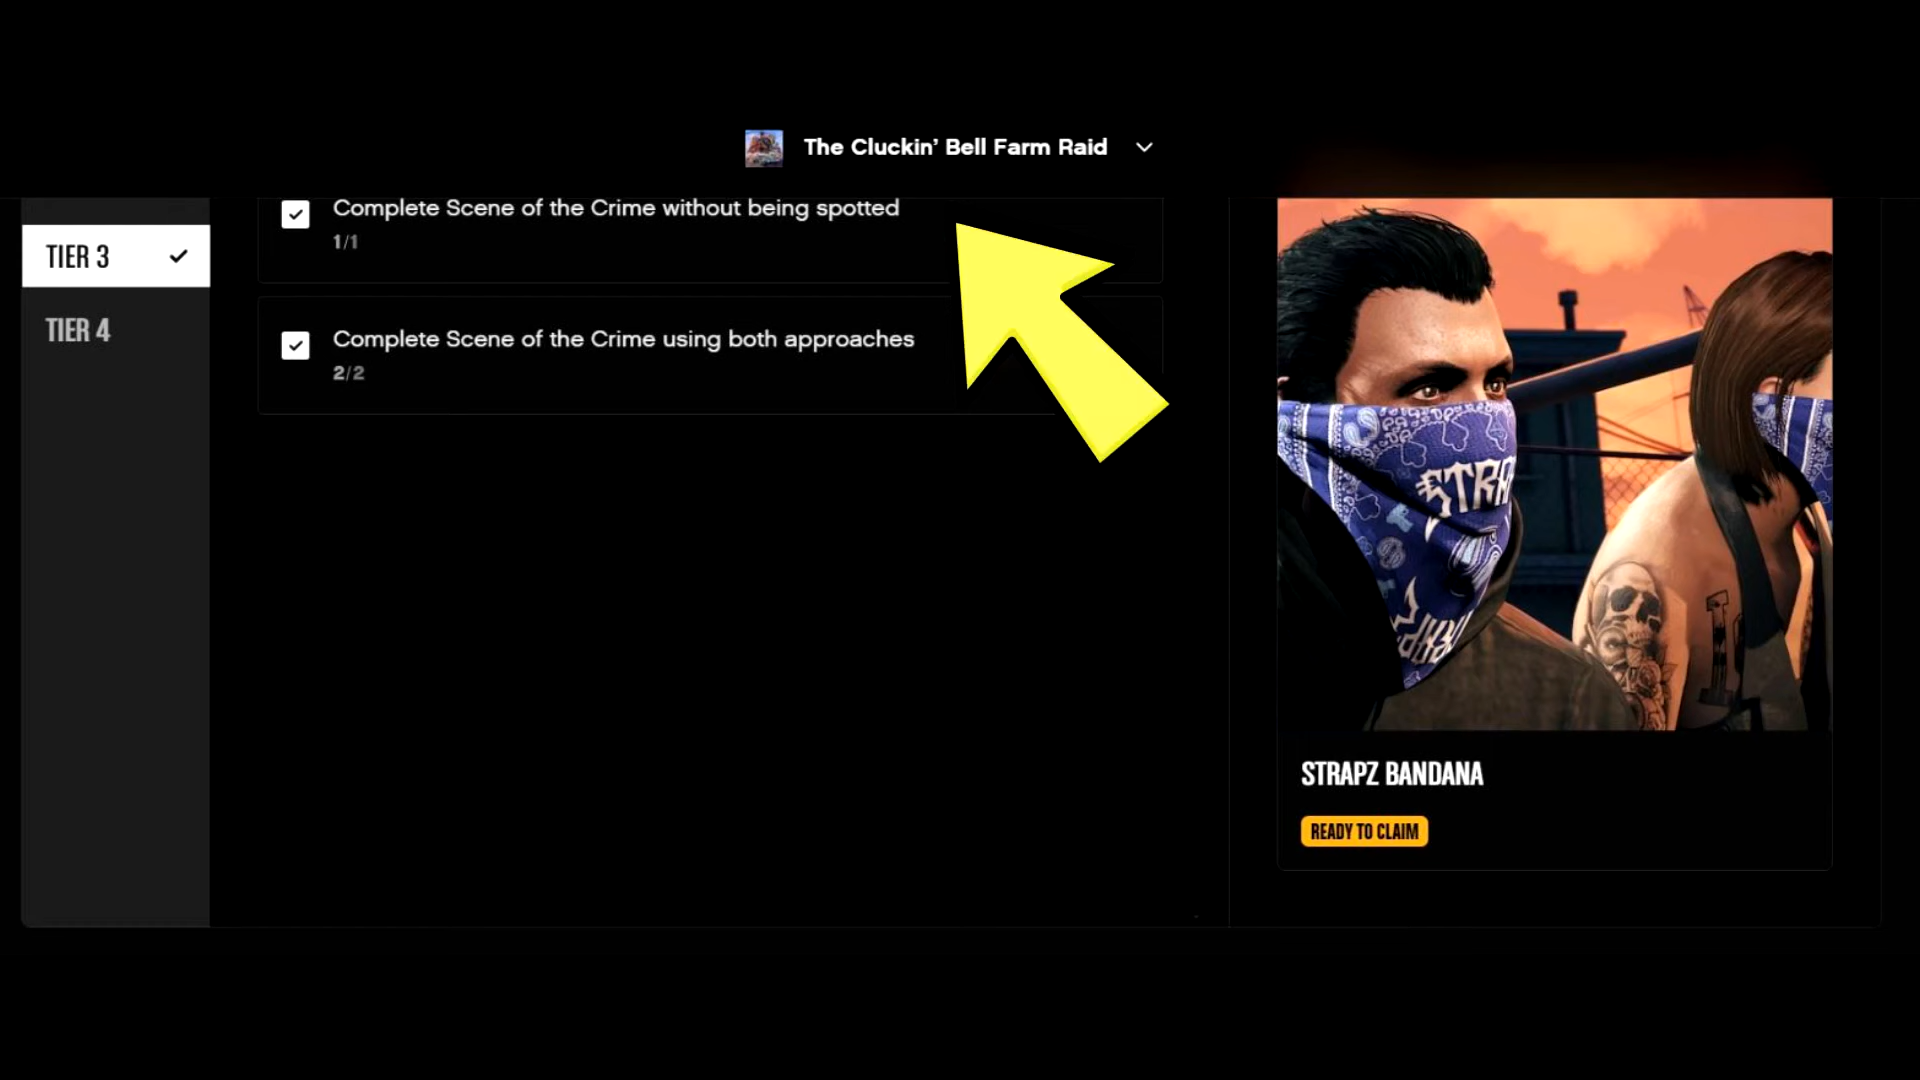 The Cluckin’ Bell Farm Raid
TIER 3
TIER 4
Complete Scene of the Crime without being spotted
1/1
Complete Scene of the Crime using both approaches
2/2
STRA
STRAPZ BANDANA
READY TO CLAIM